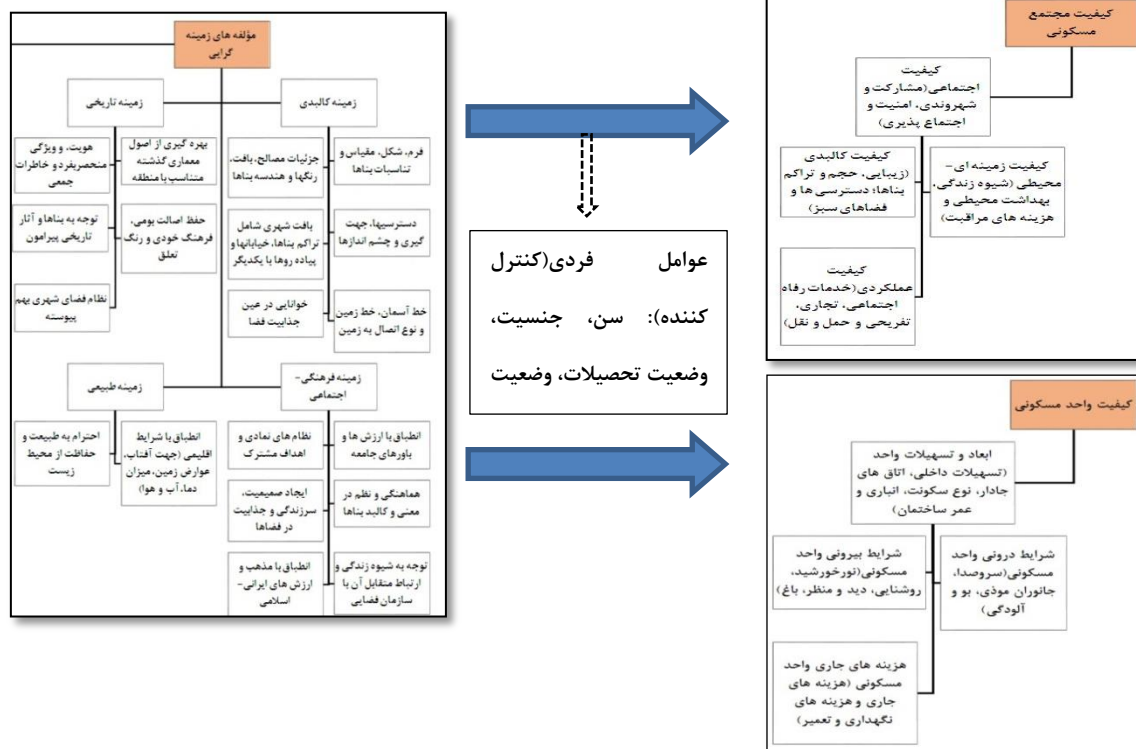 مؤلفه های زمینه
گرایی
زمینه کالبدی
فرم، شکل، مقیاس و
تناسبات بناها
جزئیات مصالح، بافت،
رنگها و هندسه بناها
دسترسیها، جهت
گیری و چشم اندازها
بافت شهری شامل
تراکم بناها، خیابانها و
پیاده روها با یکدیگر
خط آسمان، خط زمین
و نوع اتصال به زمین
خوانایی در عین
جذابیت فضا
زمینه تاریخی
بهره گیری از اصول
معماری گذشته
متناسب با منطقه
هویت، و ویژگی
منحصربفرد و خاطرات
جمعی
حفظ اصالت بومی،
فرهنگ خودی و رنگ
تعلق
توجه به بناها و آثار
تاریخی پیرامون
نظام فضای شهری بهم
پیوسته
زمینه فرهنگی-
اجتماعی
انطباق با ارزش ها و
باورهای جامعه
نظام های نمادی و
اهداف مشترک
هماهنگی و نظم در
معنی و کالبد بناها
ایجاد صمیمیت،
سرزندگی و جذابیت
در فضاها
توجه به شیوه زندگی و
ارتباط متقابل آن با
سازمان فضایی
انطباق با مذهب و
ارزش های ایرانی-
اسلامی
زمینه طبیعی
انطباق با شرایط
اقلیمی (جهت آفتاب،
عوارض زمین، میزان
دما، آب و هوا)
احترام به طبیعت و
حفاظت از محیط
زیست
عوامل فردی(کنترل
کننده): سن، جنسیت،
وضعیت تحصیلات، وضعیت
کیفیت مجتمع
مسکونی
کیفیت
اجتماعی(مشارکت و
شهروندی، امنیت و
اجتماع پذیری)
کیفیت زمینه ای-
محیطی (شیوه زندگی،
بهداشت محیطی و
هزینه های مراقبت)
کیفیت کالبدی
(زیبایی، حجم و تراکم
بناها؛ دسترسی ها و
فضاهای سبز)
کیفیت
عملکردی(خدمات رفاه
اجتماعی، تجاری،
تفریحی و حمل و نقل)
کیفیت واحد مسکونی
ابعاد و تسهیلات واحد
(تسهیلات داخلی، اتاق های
جادار، نوع سکونت، انباری و
عمر ساختمان)
شرایط درونی واحد
مسکونی(سروصدا،
جانوران موذی، بو و
آلودگی)
شرایط بیرونی واحد
مسکونی(نورخورشید،
روشنایی، دید و منظر، باغ)
هزینه های جاری واحد
مسکونی (هزینه های
جاری و هزینه های
نگهداری و تعمیر)